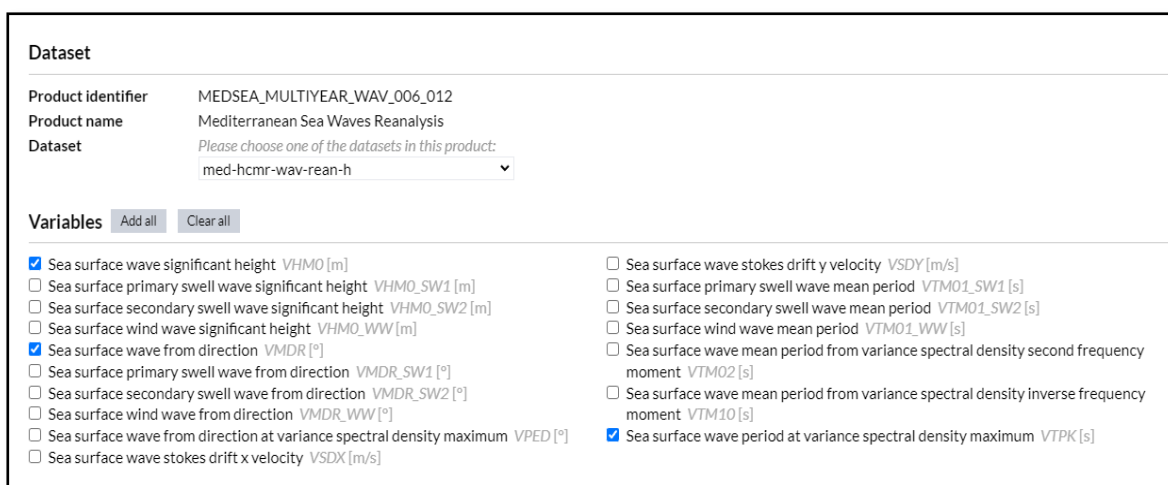 Dataset
Product identifier MEDSEA_MULTIYEAR_WAV_006_012
Product name Mediterranean Sea Waves Reanalysis
Dataset Please choose one of the datasets in this product:
med-hcmr-wav-rean-h
Variables Add all Clear all
Sea surface wave significant height VHM0 [m]
Sea surface primary swell wave significant height VHM0_SW1 [m]
Sea surface secondary swell wave significant height VHM0_SW2 [m]
Sea surface wind wave significant height VHM0_WW [m]
Sea surface wave from direction VMDR [°]
Sea surface primary swell wave from direction VMDR_SW1 [°]
Sea surface secondary swell wave from direction VMDR_SW2 [°]
Sea surface wind wave from direction VMDR_WW [°]
Sea surface wave from direction at variance spectral density maximum VPED [°]
Sea surface wave stokes drift x velocity VSDX [m/s]
Sea surface wave stokes drift y velocity VSDY [m/s]
Sea surface primary swell wave mean period VTM01_SW1 [s]
Sea surface secondary swell wave mean period VTM01_SW2 [s]
Sea surface wind wave mean period VTM01_WW [s]
Sea surface wave mean period from variance spectral density second frequency
moment VTM02 [s]
Sea surface wave mean period from variance spectral density inverse frequency
moment VTM10 [s]
Sea surface wave period at variance spectral density maximum VTPK [s]